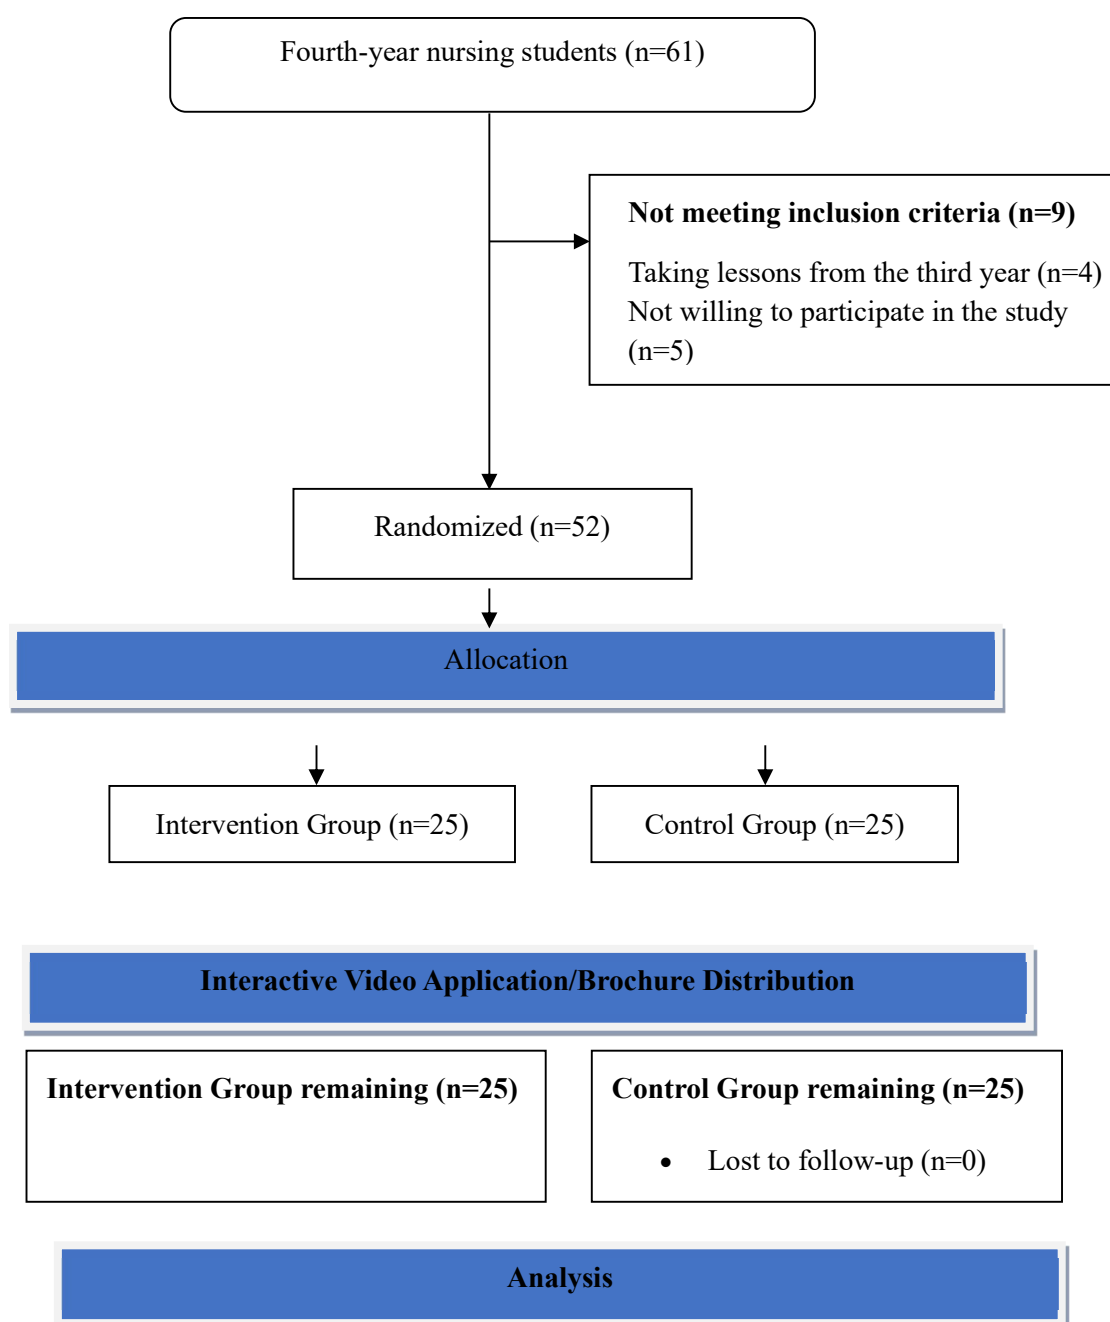 Fourth-year nursing students (n=61)
Not meeting inclusion criteria (n=9)
Taking lessons from the third year (n=4)
Not willing to participate in the study
(n=5)
Randomized (n=52)
Allocation
Intervention Group (n=25)
Control Group (n=25)
Interactive Video Application/Brochure Distribution
Intervention Group remaining (n=25)
Control Group remaining (n=25)
• Lost to follow-up (n=0)
Analysis